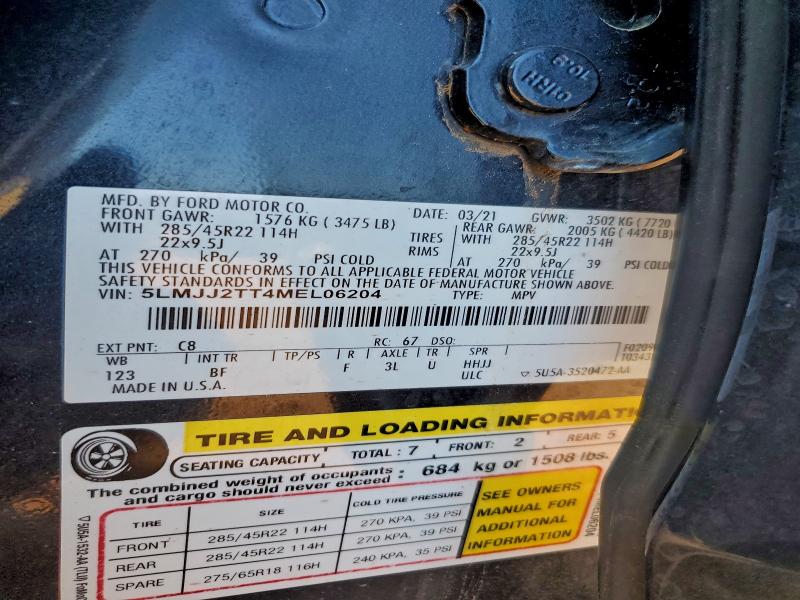 MFD. BY FORD MOTOR CO. DATE: 03/21 GVWR: 3502 KG ( 7720
FRONT GAWR: 1576 KG ( 3475 LB) REAR GAWR: 2005 KG ( 4420 LB)
WITH 285/45R22 114H TIRES WITH 285/45R22 114H
22x9.5J RIMS 22x9.5J
AT 270 kPa/ 39 PSI COLD AT 270 kPa/ 39 PSI COLD
THIS VEHICLE CONFORMS TO ALL APPLICABLE FEDERAL MOTOR VEHICLE
SAFETY STANDARDS IN EFFECT ON THE DATE OF MANUFACTURE SHOWN ABOVE.
VIN: 5LMJJ2TT4MEL06204 TYPE: MPV
EXT PNT: C8 RC: 67 DSO:
WB INT TR TP/PS R AXLE TR SPR
123 BF F 3L U HHJJ
ULC
MADE IN U.S.A.
F0209
T0343
▽ 5U5A-3520472-AA
TIRE AND LOADING INFORMATIO
SEATING CAPACITY TOTAL : 7 FRONT: 2 REAR: 5
The combined weight of occupants and cargo should never exceed : 684 kg or 1508 lbs.
TIRE SIZE COLD TIRE PRESSURE
FRONT 285/45R22 114H 270 KPA, 39 PSI
REAR 285/45R22 114H 270 KPA, 39 PSI
SPARE 275/65R18 116H 240 KPA, 35 PSI
SEE OWNERS
MANUAL FOR
ADDITIONAL
INFORMATION